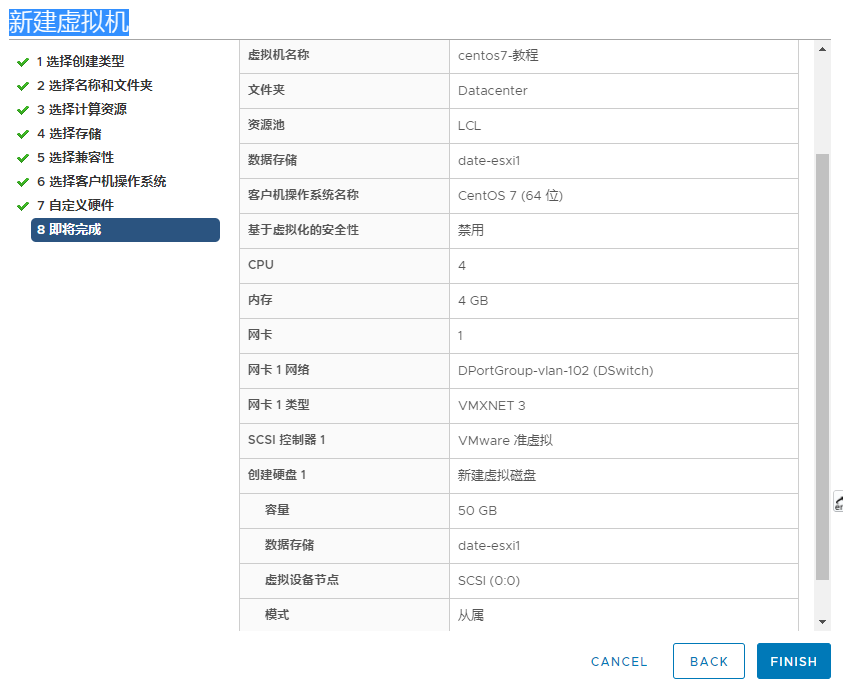 新建虚拟机
1 选择创建类型
2 选择名称和文件夹
3 选择计算资源
4 选择存储
5 选择兼容性
6 选择客户机操作系统
7 自定义硬件
8 即将完成
虚拟机名称 centos7-教程
文件夹 Datacenter
资源池 LCL
数据存储 date-esxi1
客户机操作系统名称 CentOS 7 (64 位)
基于虚拟化的安全性 禁用
CPU 4
内存 4 GB
网卡 1
网卡 1 网络 DPortGroup-vlan-102 (DSwitch)
网卡 1 类型 VMXNET 3
SCSI 控制器 1 VMware 准虚拟
创建硬盘 1 新建虚拟磁盘
容量 50 GB
数据存储 date-esxi1
虚拟设备节点 SCSI (0:0)
模式 从属
CANCEL BACK FINISH